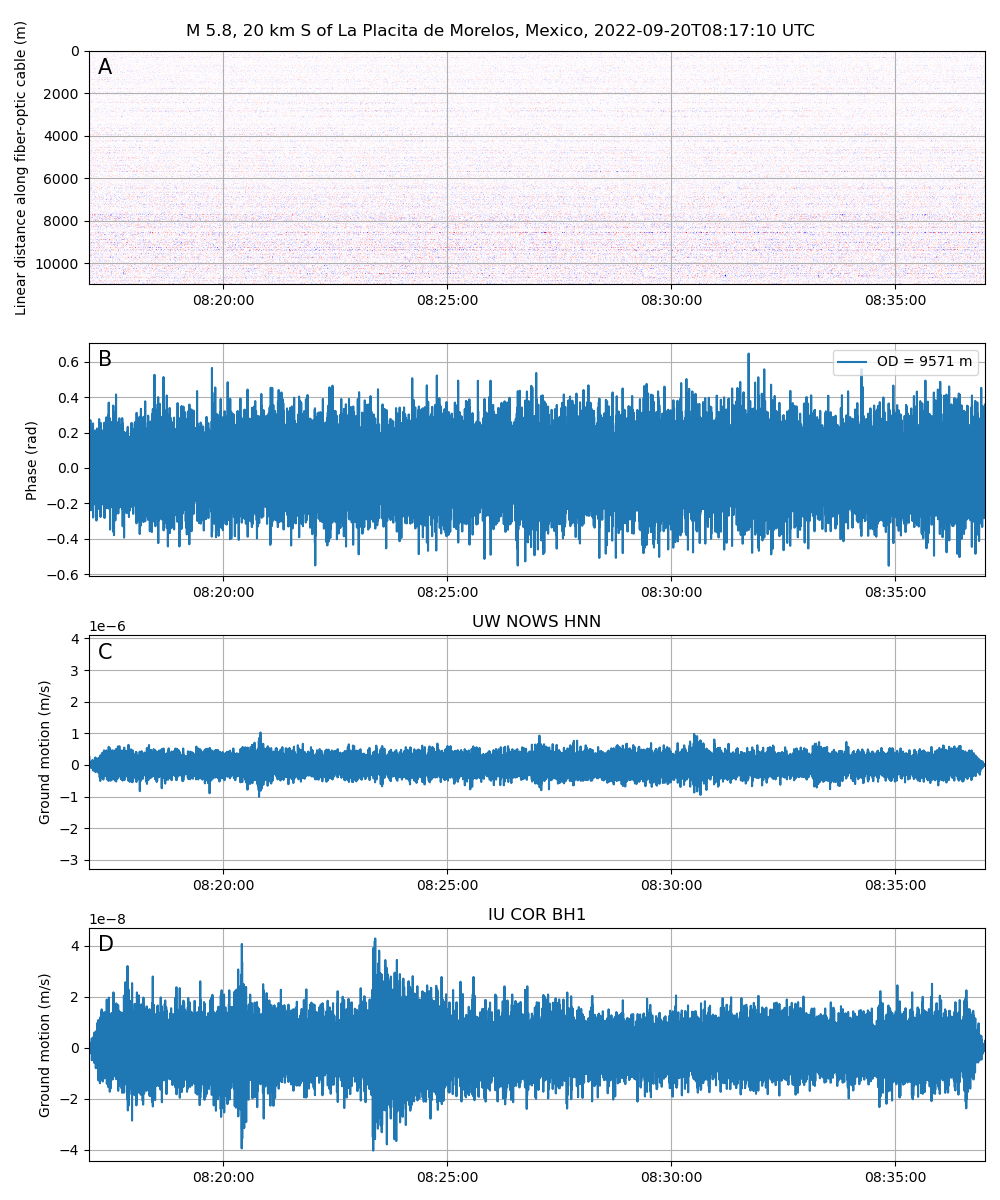 M 5.8, 20 km S of La Placita de Morelos, Mexico, 2022-09-20T08:17:10 UTC
A
Linear distance along fiber-optic cable (m)
0
2000
4000
6000
8000
10000
08:20:00 08:25:00 08:30:00 08:35:00
B
OD = 9571 m
Phase (rad)
0.6
0.4
0.2
0.0
−0.2
−0.4
−0.6
08:20:00 08:25:00 08:30:00 08:35:00
UW NOWS HNN
1e−6
C
Ground motion (m/s)
4
3
2
1
0
−1
−2
−3
08:20:00 08:25:00 08:30:00 08:35:00
IU COR BH1
1e−8
D
Ground motion (m/s)
4
2
0
−2
−4
08:20:00 08:25:00 08:30:00 08:35:00